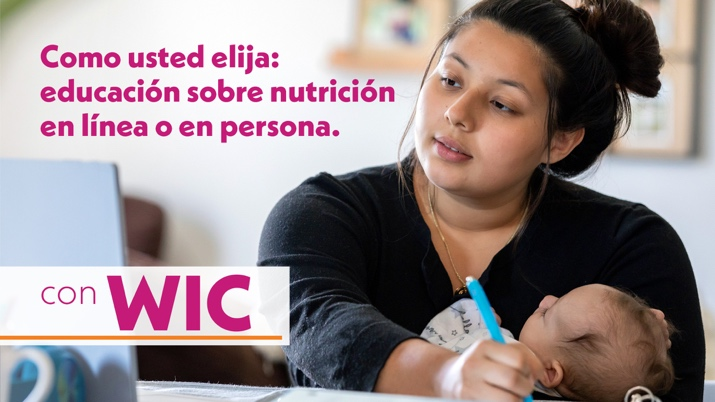 Como usted elija:
educación sobre nutrición
en línea o en persona.
con WIC